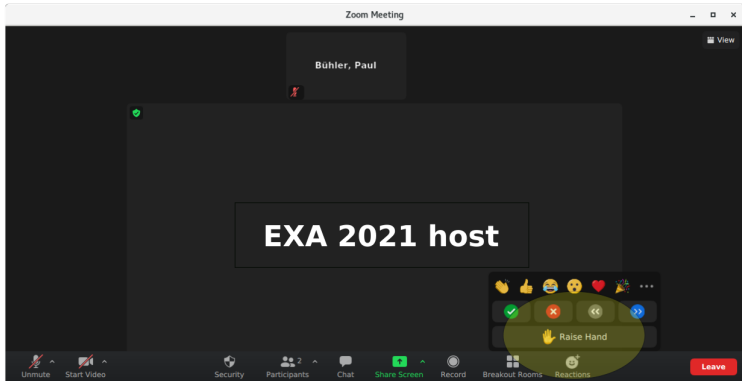 Zoom Meeting
View
Bühler, Paul
EXA 2021 host
Raise Hand
Unmute Start Video Security Participants 2 Chat Share Screen Record Breakout Rooms Reactions Leave